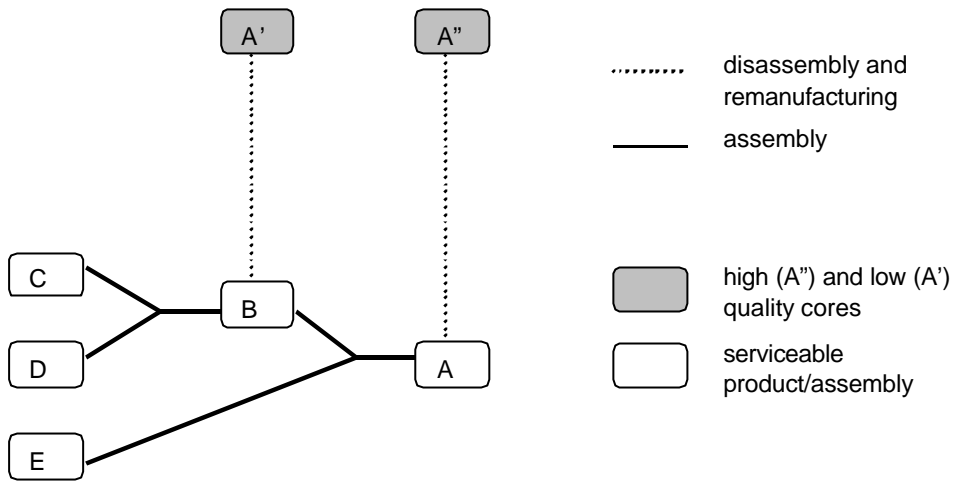 A'
A"
disassembly and
remanufacturing
assembly
C
B
D
A
E
high (A") and low (A')
quality cores
serviceable
product/assembly